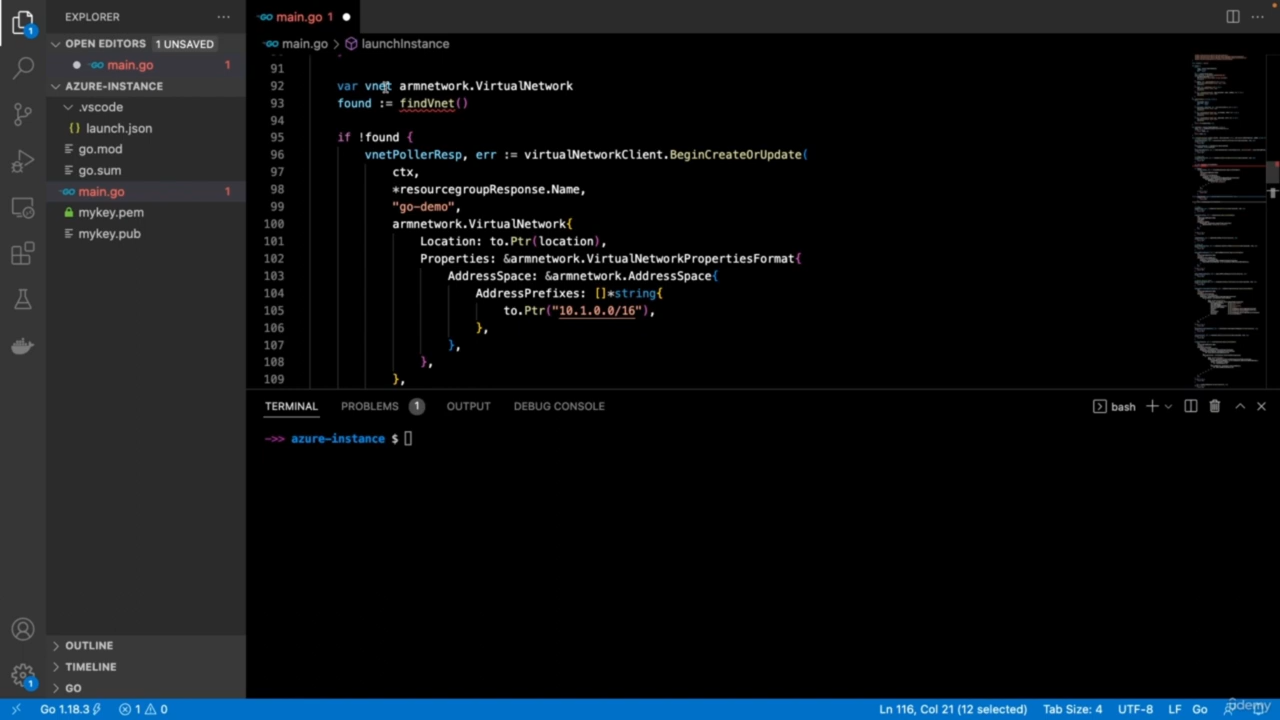 EXPLORER
main.go 1
OPEN EDITORS 1 UNSAVED
main.go 1
main.go > launchInstance
AZURE-INSTANCE
.vscode
launch.json
go.mod
go.sum
main.go 1
mykey.pem
mykey.pub
91
92 var vnet armnetwork.VirtualNetwork
93 found := findVnet()
94
95 if !found {
96 vnetPollerResp, err := virtualNetworkClient.BeginCreateOrUpdate(
97 ctx,
98 *resourcegroupResponse.Name,
99 "go-demo",
100 armnetwork.VirtualNetwork{
101 Location: to.Ptr(location),
102 Properties: &armnetwork.VirtualNetworkPropertiesFormat{
103 AddressSpace: &armnetwork.AddressSpace{
104 AddressPrefixes: []*string{
105 to.Ptr("10.1.0.0/16"),
106 },
107 },
108 },
109 },
TERMINAL PROBLEMS 1 OUTPUT DEBUG CONSOLE bash
->> azure-instance $
OUTLINE
TIMELINE
GO
Go 1.18.3 1 0 Ln 116, Col 21 (12 selected) Tab Size: 4 UTF-8 LF Go
udemy